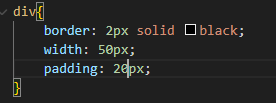 div{
border: 2px solid black;
width: 50px;
padding: 20px;
}